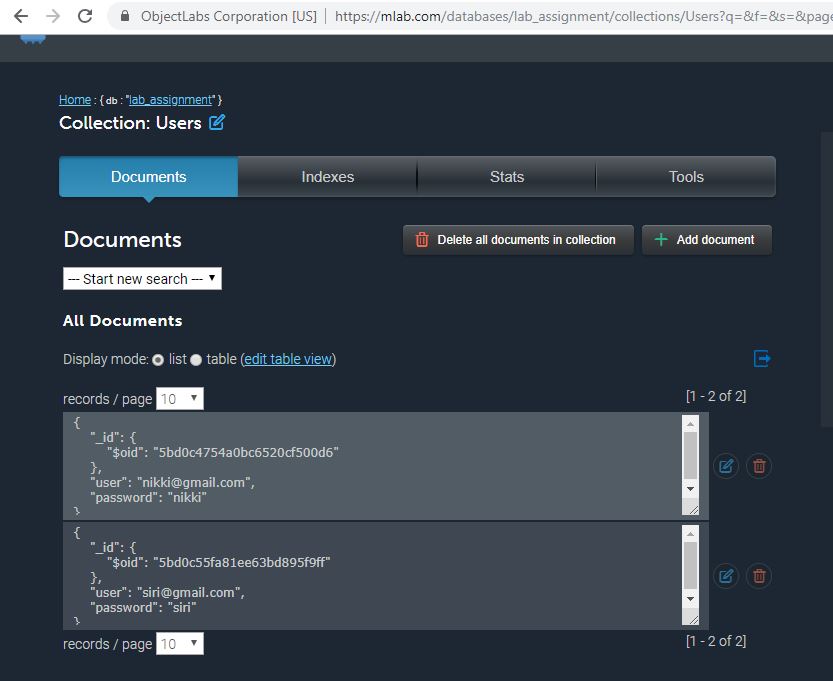 ObjectLabs Corporation [US] | https://mlab.com/databases/lab_assignment/collections/Users?q=&f=&s=&page
Home : { db : "lab_assignment" }
Collection: Users
Documents Indexes Stats Tools
Documents Delete all documents in collection Add document
--- Start new search ---
All Documents
Display mode: list table (edit table view)
records / page 10 [1 - 2 of 2]
{
"_id": {
"$oid": "5bd0c4754a0bc6520cf500d6"
},
"user": "nikki@gmail.com",
"password": "nikki"
}
{
"_id": {
"$oid": "5bd0c55fa81ee63bd895f9ff"
},
"user": "siri@gmail.com",
"password": "siri"
}
records / page 10 [1 - 2 of 2]